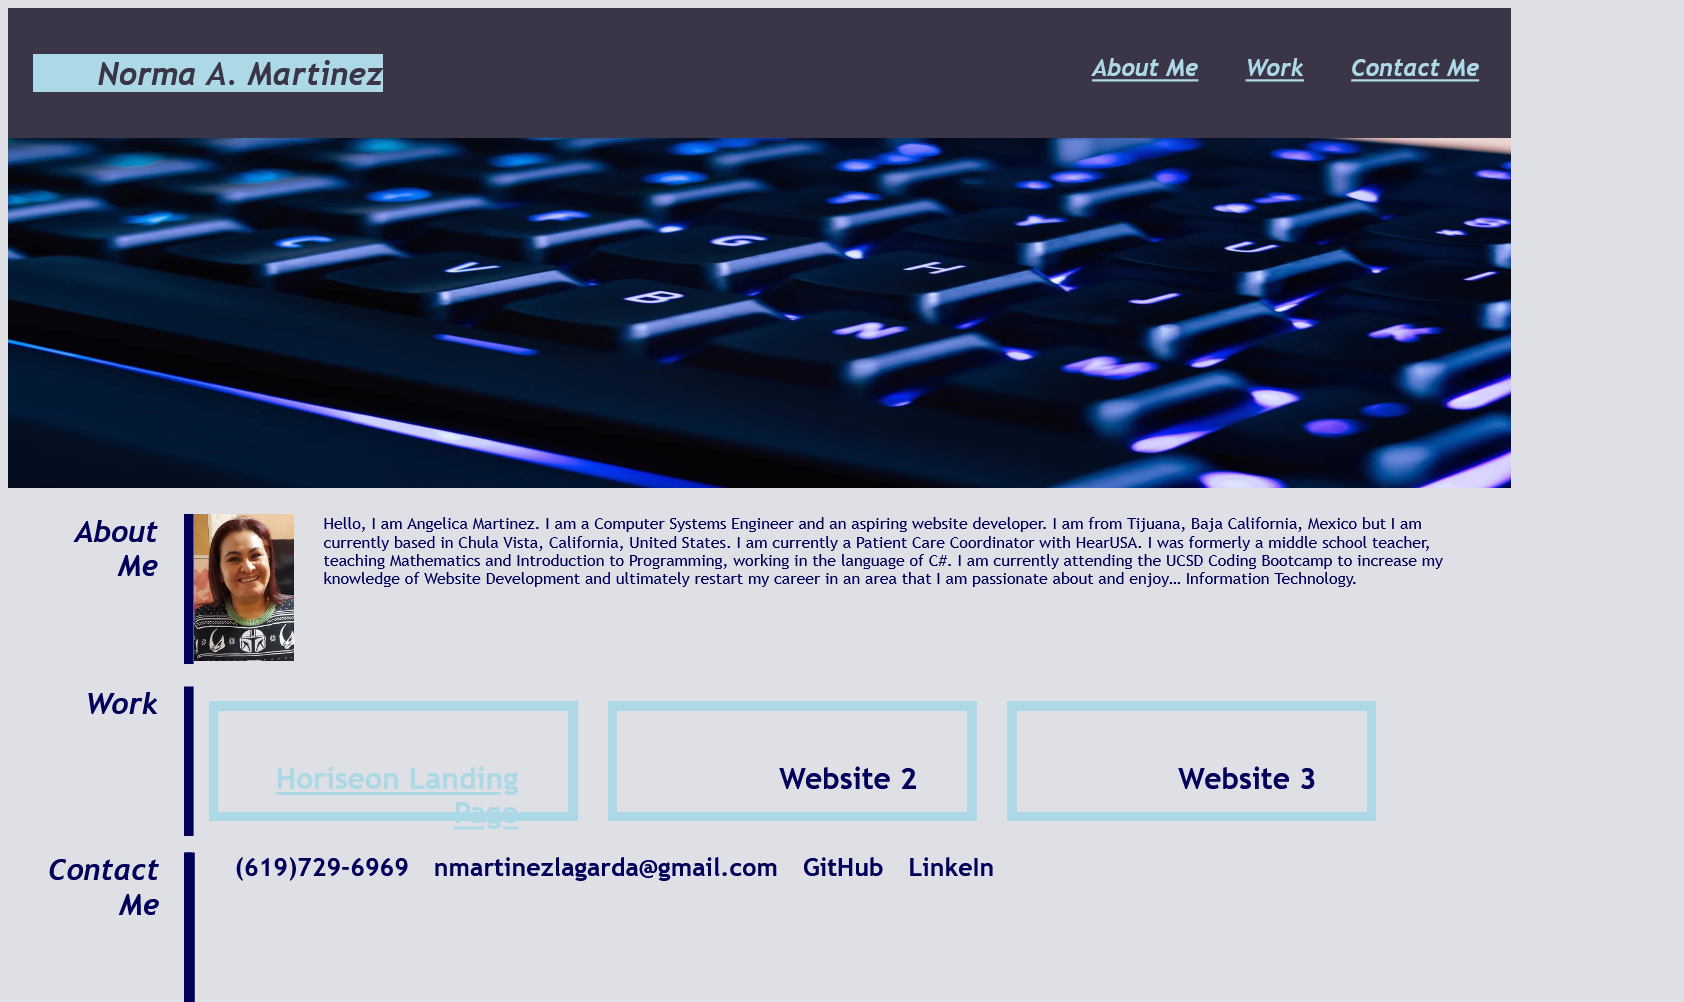 Norma A. Martinez
About Me Work Contact Me
C V B G N H M J U K I
About
Me
Hello, I am Angelica Martinez. I am a Computer Systems Engineer and an aspiring website developer. I am from Tijuana, Baja California, Mexico but I am
currently based in Chula Vista, California, United States. I am currently a Patient Care Coordinator with HearUSA. I was formerly a middle school teacher,
teaching Mathematics and Introduction to Programming, working in the language of C#. I am currently attending the UCSD Coding Bootcamp to increase my
knowledge of Website Development and ultimately restart my career in an area that I am passionate about and enjoy... Information Technology.
Work
Horiseon Landing
Page
Website 2
Website 3
Contact
Me
(619)729-6969 nmartinezlagarda@gmail.com GitHub LinkeIn